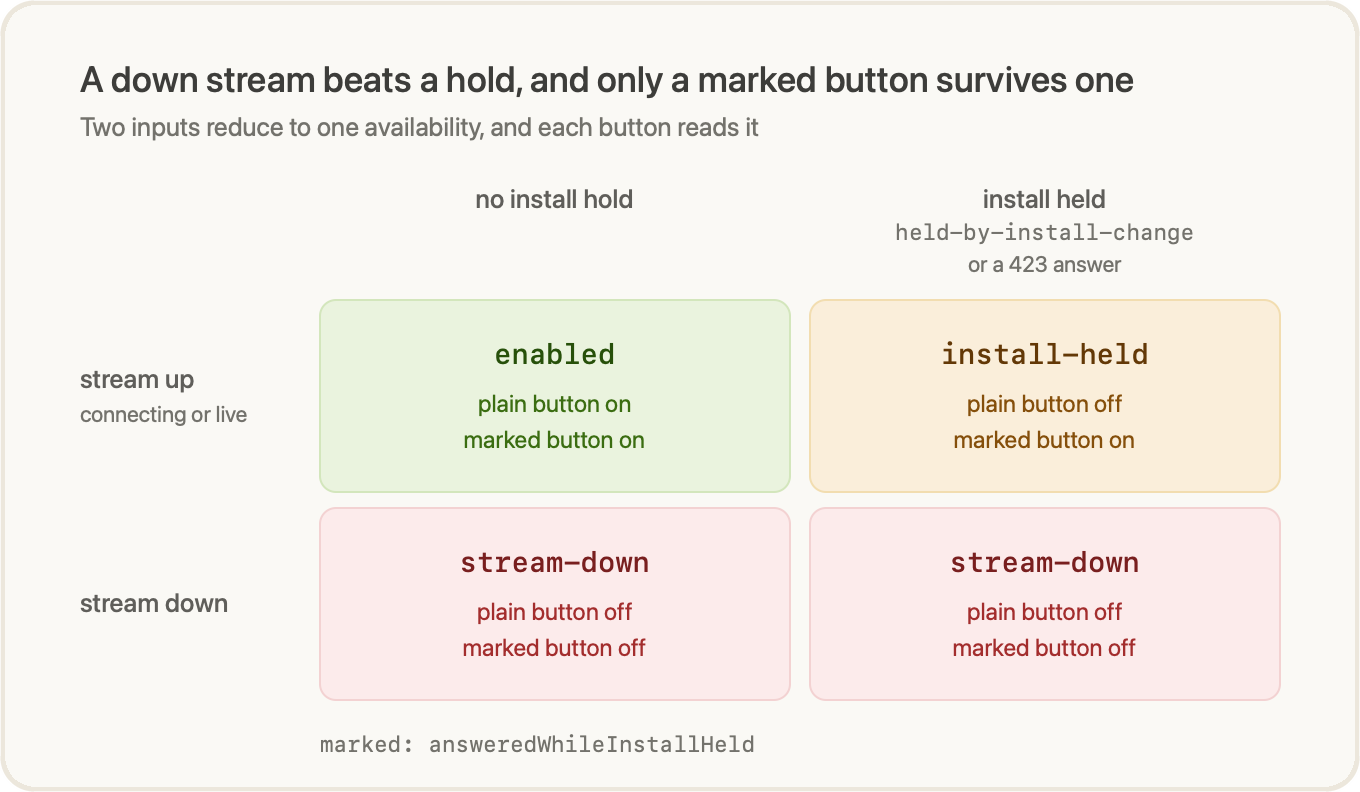 A down stream beats a hold, and only a marked button survives one
Two inputs reduce to one availability, and each button reads it
no install hold
install held
held-by-install-change
or a 423 answer
stream up
connecting or live
enabled
plain button on
marked button on
install-held
plain button off
marked button on
stream down
stream-down
plain button off
marked button off
stream-down
plain button off
marked button off
marked: answeredWhileInstallHeld